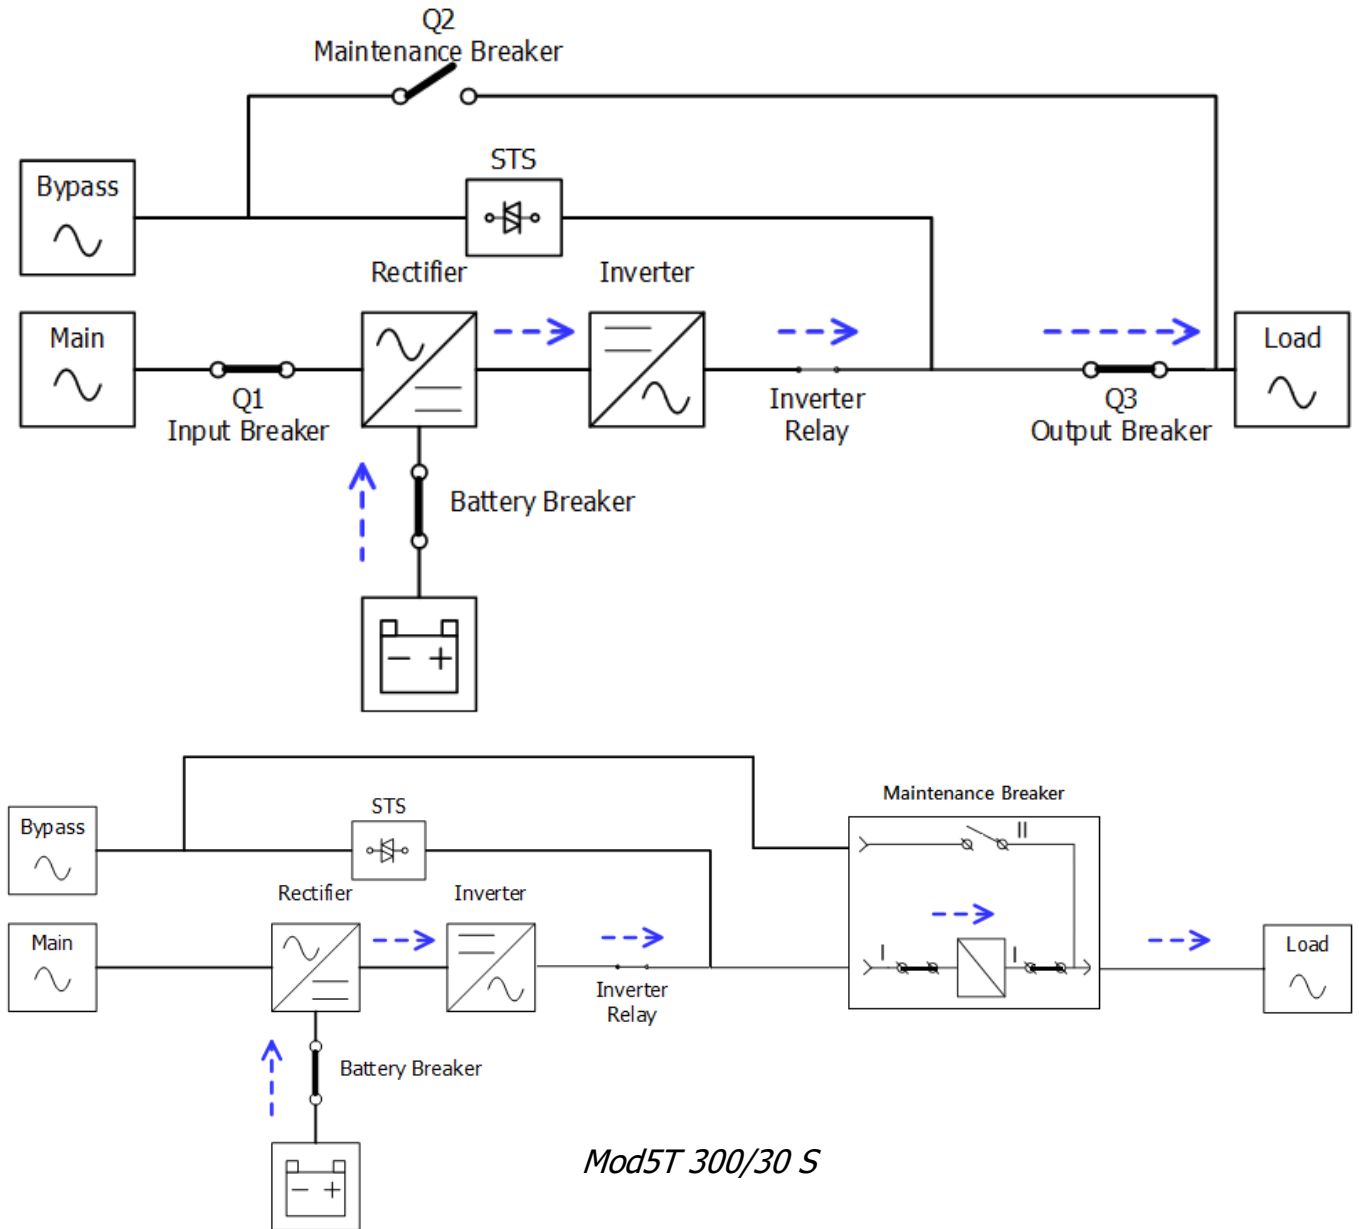 Q2
Maintenance Breaker
STS
Bypass
Rectifier
Inverter
Main
Load
Q1
Input Breaker
Inverter
Relay
Q3
Output Breaker
Battery Breaker
- +
Maintenance Breaker
STS
Bypass
II
Rectifier
Inverter
Main
I
I
Load
Inverter
Relay
Battery Breaker
- +
Mod5T 300/30 S